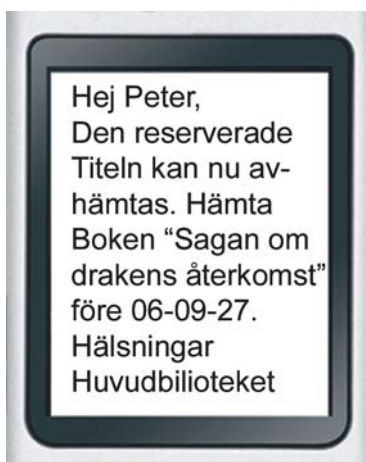 Hej Peter,
Den reserverade
Titeln kan nu av-
hämtas. Hämta
Boken “Sagan om
drakens återkomst”
före 06-09-27.
Hälsningar
Huvudbilioteket